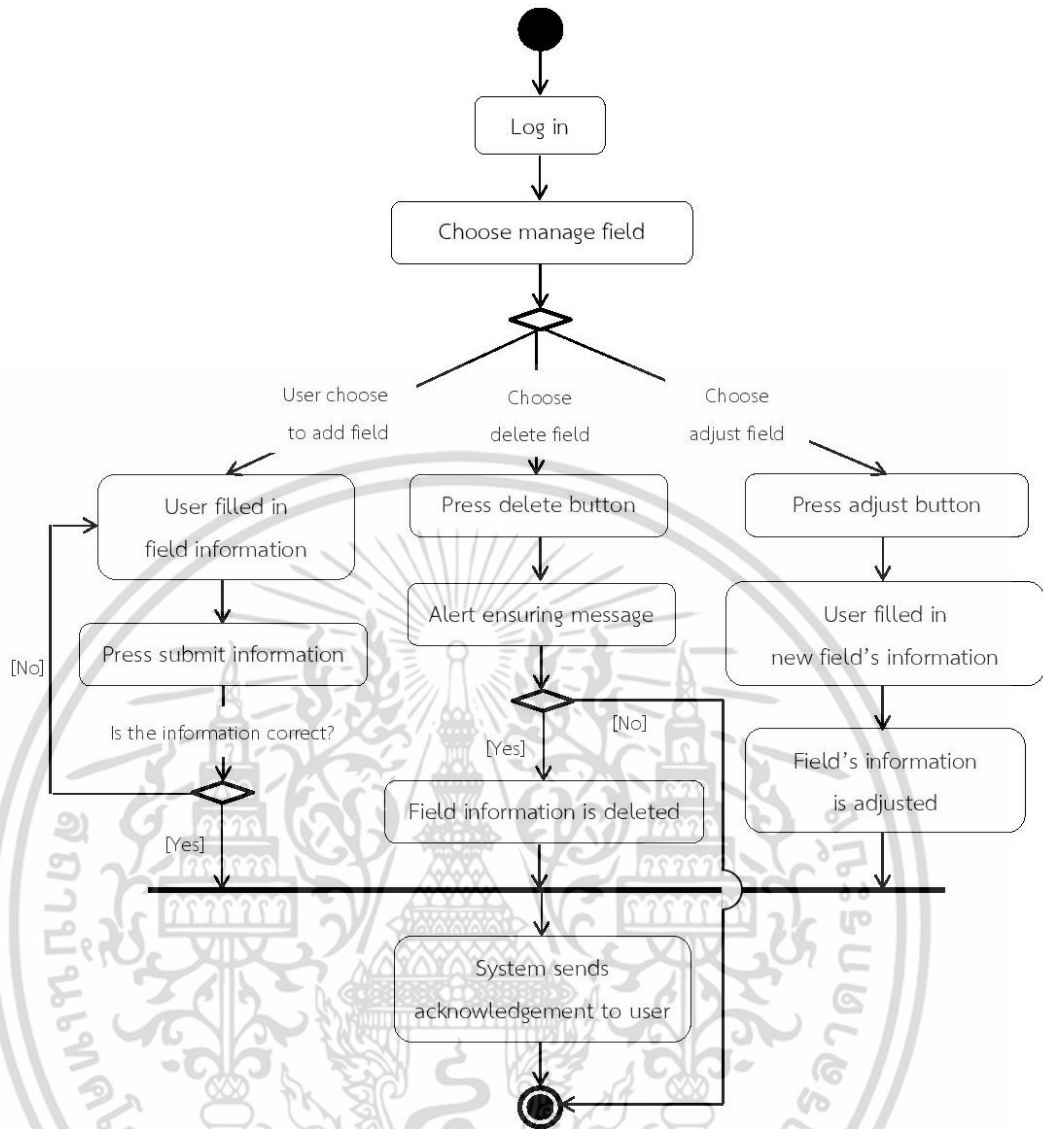 Log in
Choose manage field
User choose
to add field
Choose
delete field
Choose
adjust field
User filled in
field information
Press delete button
Press adjust button
Alert ensuring message
User filled in
new field's information
Press submit information
[No]
Is the information correct?
[No]
[Yes]
Field's information
is adjusted
Field information is deleted
[Yes]
System sends
acknowledgement to user